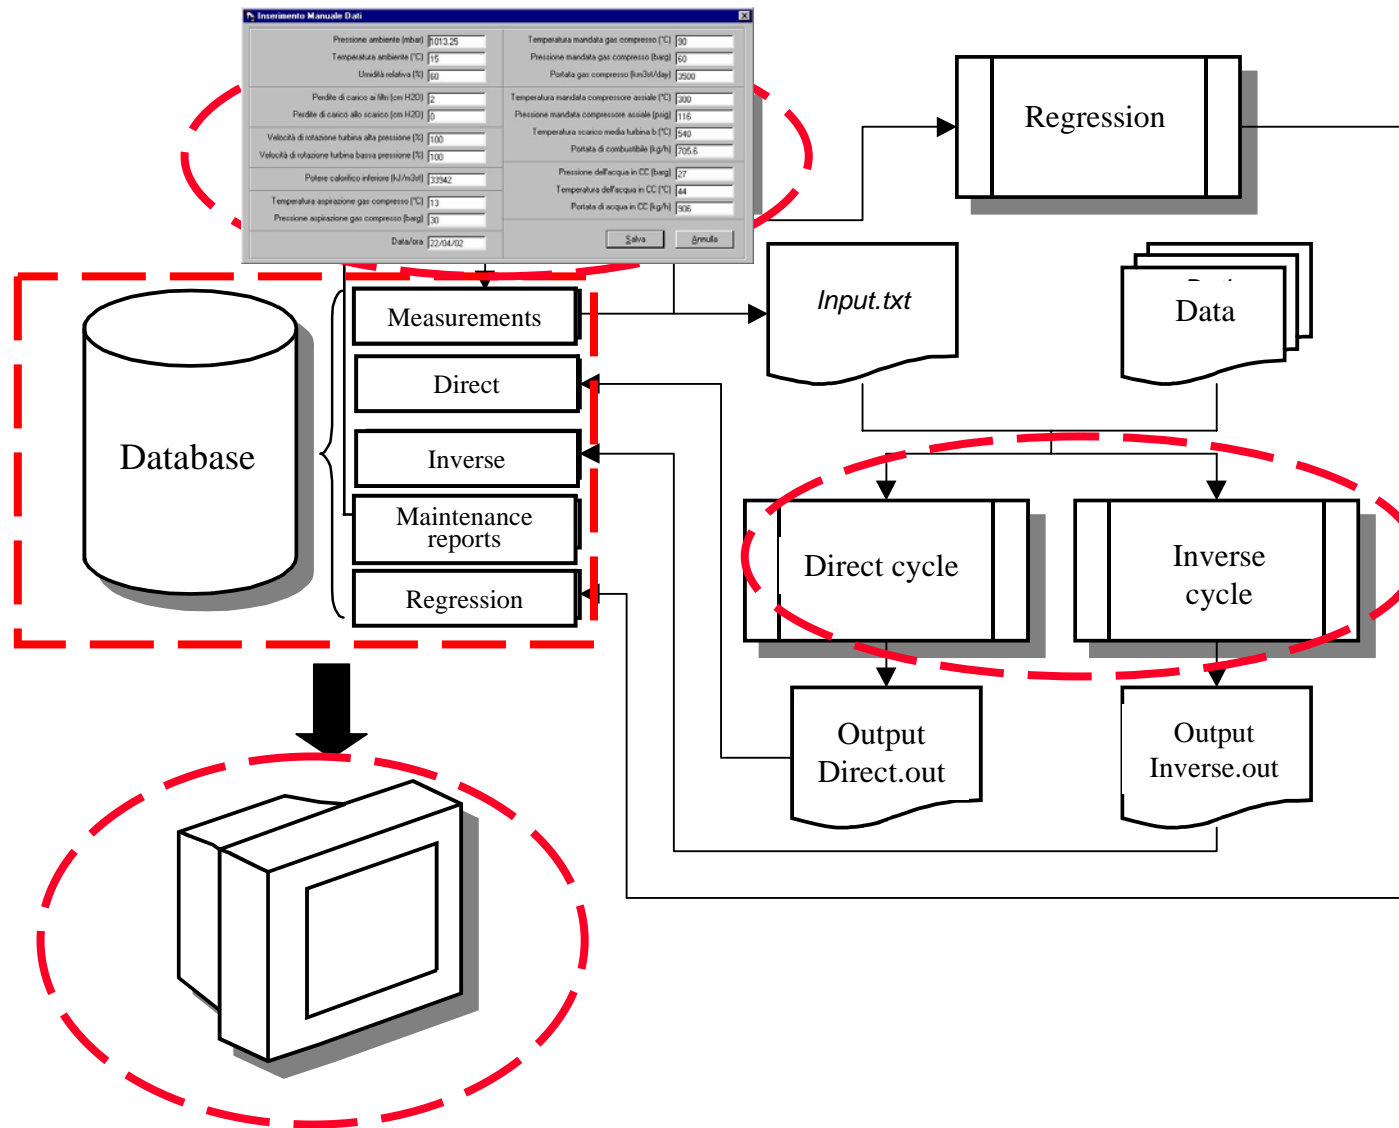 Inserimento Manuale Dati
Pressione ambiente (mbar) 1013.25
Temperatura ambiente (°C) 15
Umidità relativa (%) 60
Perdite di carico ai filtri (cm H2O) 2
Perdite di carico allo scarico (cm H2O) 0
Velocità di rotazione turbina alta pressione (%) 100
Velocità di rotazione turbina bassa pressione (%) 100
Potere calorifico inferiore (kJ/m3st) 33942
Temperatura aspirazione gas compresso (°C) 13
Pressione aspirazione gas compresso (barg) 30
Data/ora 22/04/02
Temperatura mandata gas compresso (°C) 90
Pressione mandata gas compresso (barg) 60
Portata gas compresso (km3st/day) 3500
Temperatura mandata compressore assiale (°C) 300
Pressione mandata compressore assiale (psig) 116
Temperatura scarico media turbina b (°C) 540
Portata di combustibile (kg/h) 705.6
Pressione dell'acqua in CC (barg) 27
Temperatura dell'acqua in CC (°C) 44
Portata di acqua in CC (kg/h) 906
Salva
Annulla
Regression
Database
Measurements
Direct
Inverse
Maintenance
reports
Regression
Input.txt
Data
Direct cycle
Inverse
cycle
Output
Direct.out
Output
Inverse.out